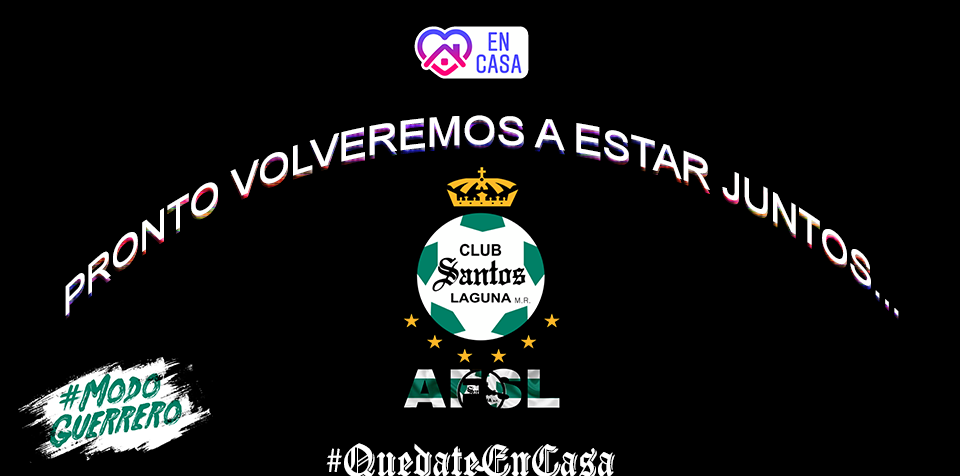 EN
CASA
PRONTO VOLVEREMOS A ESTAR JUNTOS...
CLUB
Santos
LAGUNA M.R.
AFSL
#MODO
GUERRERO
#QuedateEnCasa